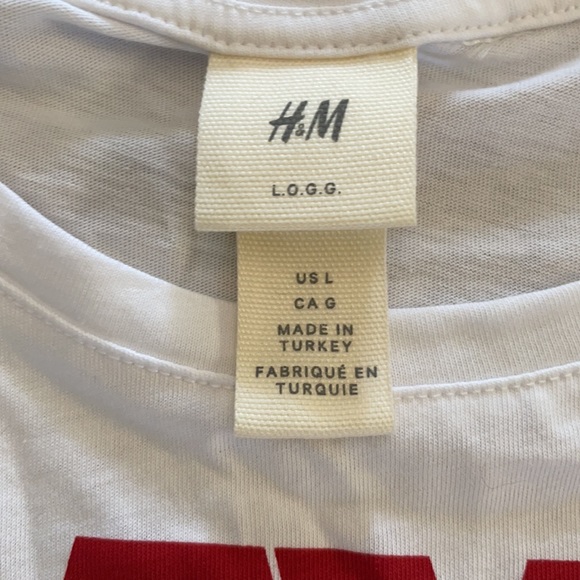 H&M
L.O.G.G.
US L
CA G
MADE IN
TURKEY
FABRIQUÉ EN
TURQUIE